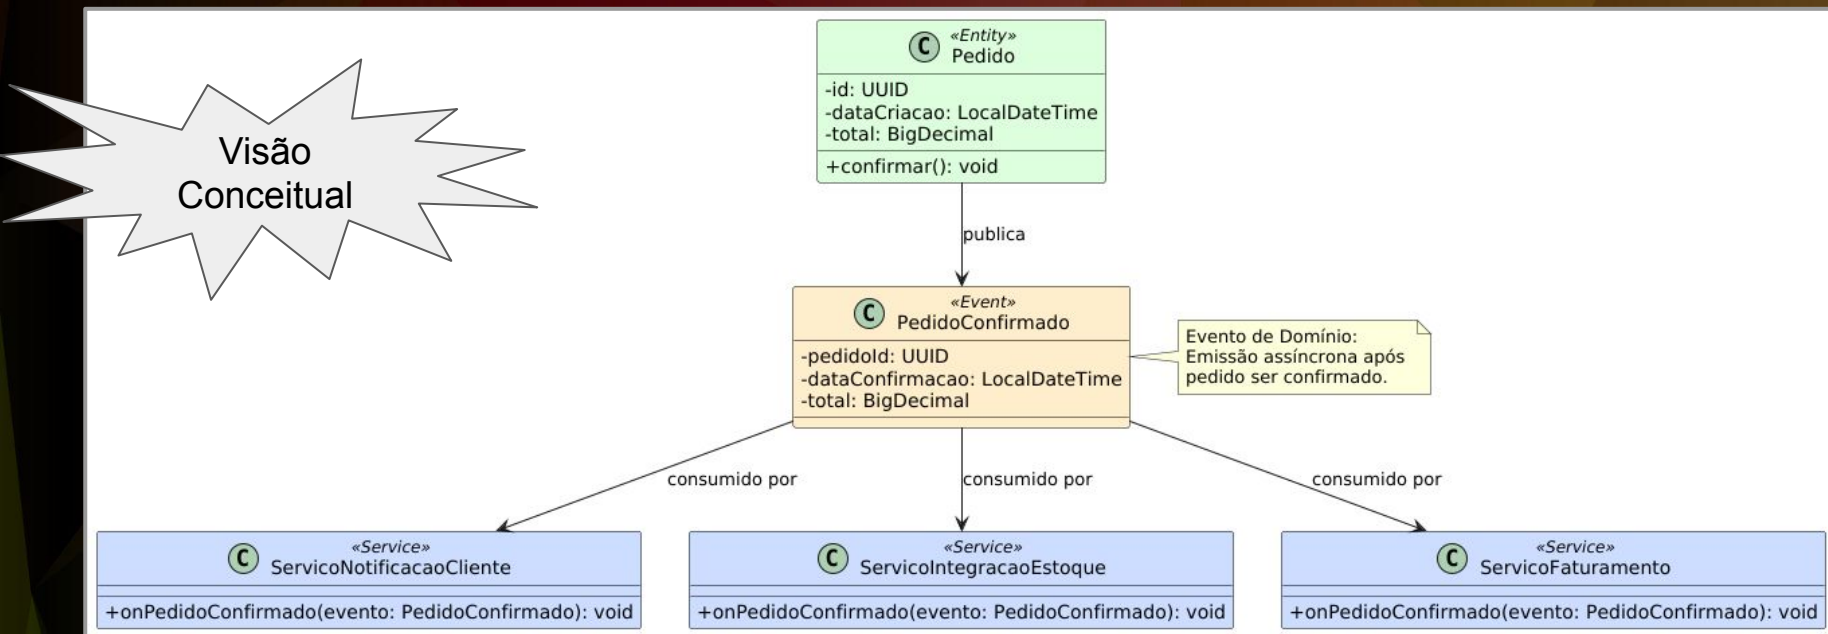 Visão
Conceitual
C
«Entity»
Pedido
-id: UUID
-dataCriacao: LocalDateTime
-total: BigDecimal
+confirmar(): void
publica
C
«Event»
PedidoConfirmado
-pedidoId: UUID
-dataConfirmacao: LocalDateTime
-total: BigDecimal
Evento de Domínio:
Emissão assíncrona após
pedido ser confirmado.
consumido por
consumido por
consumido por
C
«Service»
ServicoNotificacaoCliente
+onPedidoConfirmado(evento: PedidoConfirmado): void
C
«Service»
ServicoIntegracaoEstoque
+onPedidoConfirmado(evento: PedidoConfirmado): void
C
«Service»
ServicoFaturamento
+onPedidoConfirmado(evento: PedidoConfirmado): void